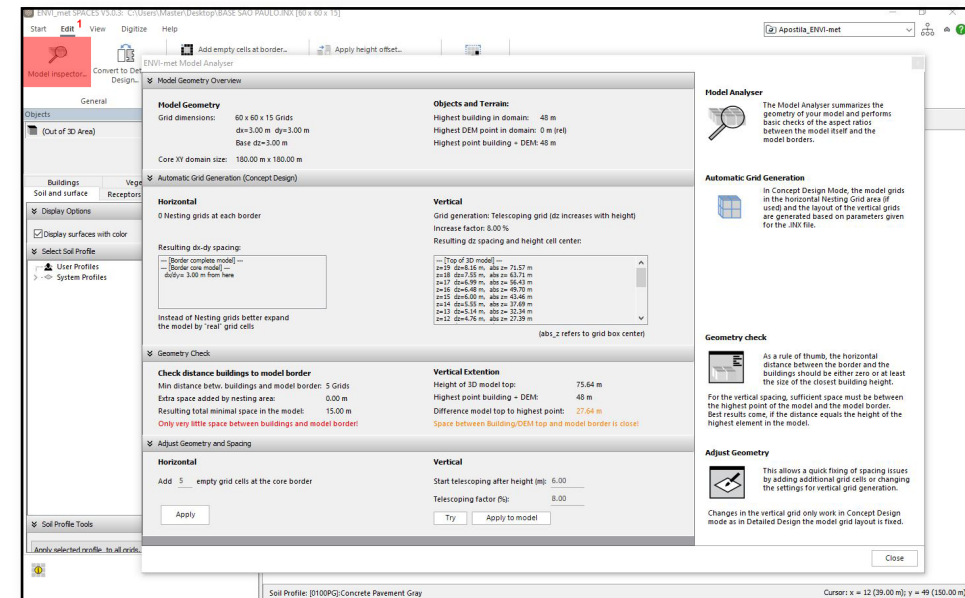 ENVI_met SPACES V5.0.3: C:\Users\Master\Desktop\BASE SAO PAULO.INX [60 x 60 x 15]
Start Edit 1 View Digitize Help
Apostila_ENVI-met
Model inspector...
Convert to Det
Design...
Add empty cells at border...
Apply height offset...
General
Objects
(Out of 3D Area)
Buildings Vege
Soil and surface Receptors
Display Options
Display surfaces with color
Select Soil Profile
User Profiles
System Profiles
Soil Profile Tools
Apply selected profile to all grids.
ENVI-met Model Analyser
Model Geometry Overview
Model Geometry
Grid dimensions: 60 x 60 x 15 Grids
dx=3.00 m dy=3.00 m
Base dz=3.00 m
Core XY domain size: 180.00 m x 180.00 m
Objects and Terrain:
Highest building in domain: 48 m
Highest DEM point in domain: 0 m (rel)
Highest point building + DEM: 48 m
Automatic Grid Generation (Concept Design)
Horizontal
0 Nesting grids at each border
Resulting dx-dy spacing:
--- [Border complete model] ---
--- [Border core model] ---
dx/dy= 3.00 m from here
Instead of Nesting grids better expand
the model by "real" grid cells
Vertical
Grid generation: Telescoping grid (dz increases with height)
Increase factor: 8.00 %
Resulting dz spacing and height cell center:
--- [Top of 3D model] ---
z=19 dz=8.16 m, abs z= 71.57 m
z=18 dz=7.55 m, abs z= 63.71 m
z=17 dz=6.99 m, abs z= 56.43 m
z=16 dz=6.48 m, abs z= 49.70 m
z=15 dz=6.00 m, abs z= 43.46 m
z=14 dz=5.55 m, abs z= 37.69 m
z=13 dz=5.14 m, abs z= 32.34 m
z=12 dz=4.76 m, abs z= 27.39 m
(abs_z refers to grid box center)
Geometry Check
Check distance buildings to model border
Min distance betw. buildings and model border: 5 Grids
Extra space added by nesting area: 0.00 m
Resulting total minimal space in the model: 15.00 m
Only very little space between buildings and model border!
Vertical Extention
Height of 3D model top: 75.64 m
Highest point building + DEM: 48 m
Difference model top to highest point: 27.64 m
Space between Building/DEM top and model border is close!
Adjust Geometry and Spacing
Horizontal
Add 5 empty grid cells at the core border
Apply
Vertical
Start telescoping after height (m): 6.00
Telescoping factor (%): 8.00
Try Apply to model
Model Analyser
The Model Analyser summarizes the
geometry of your model and performs
basic checks of the aspect ratios
between the model itself and the
model borders.
Automatic Grid Generation
In Concept Design Mode, the model grids
in the horizontal Nesting Grid area (if
used) and the layout of the vertical grids
are generated based on parameters given
for the .INX file.
Geometry check
As a rule of thumb, the horizontal
distance between the border and the
buildings should be either zero or at least
the size of the closest building height.
For the vertical spacing, sufficient space must be between
the highest point of the model and the model border.
Best results come, if the distance equals the height of the
highest element in the model.
Adjust Geometry
This allows a quick fixing of spacing issues
by adding additional grid cells or changing
the settings for vertical grid generation.
Changes in the vertical grid only work in Concept Design
mode as in Detailed Design the model grid layout is fixed.
Close
Soil Profile: [0100PG]:Concrete Pavement Gray
Cursor: x = 12 (39.00 m); y = 49 (150.00 m)